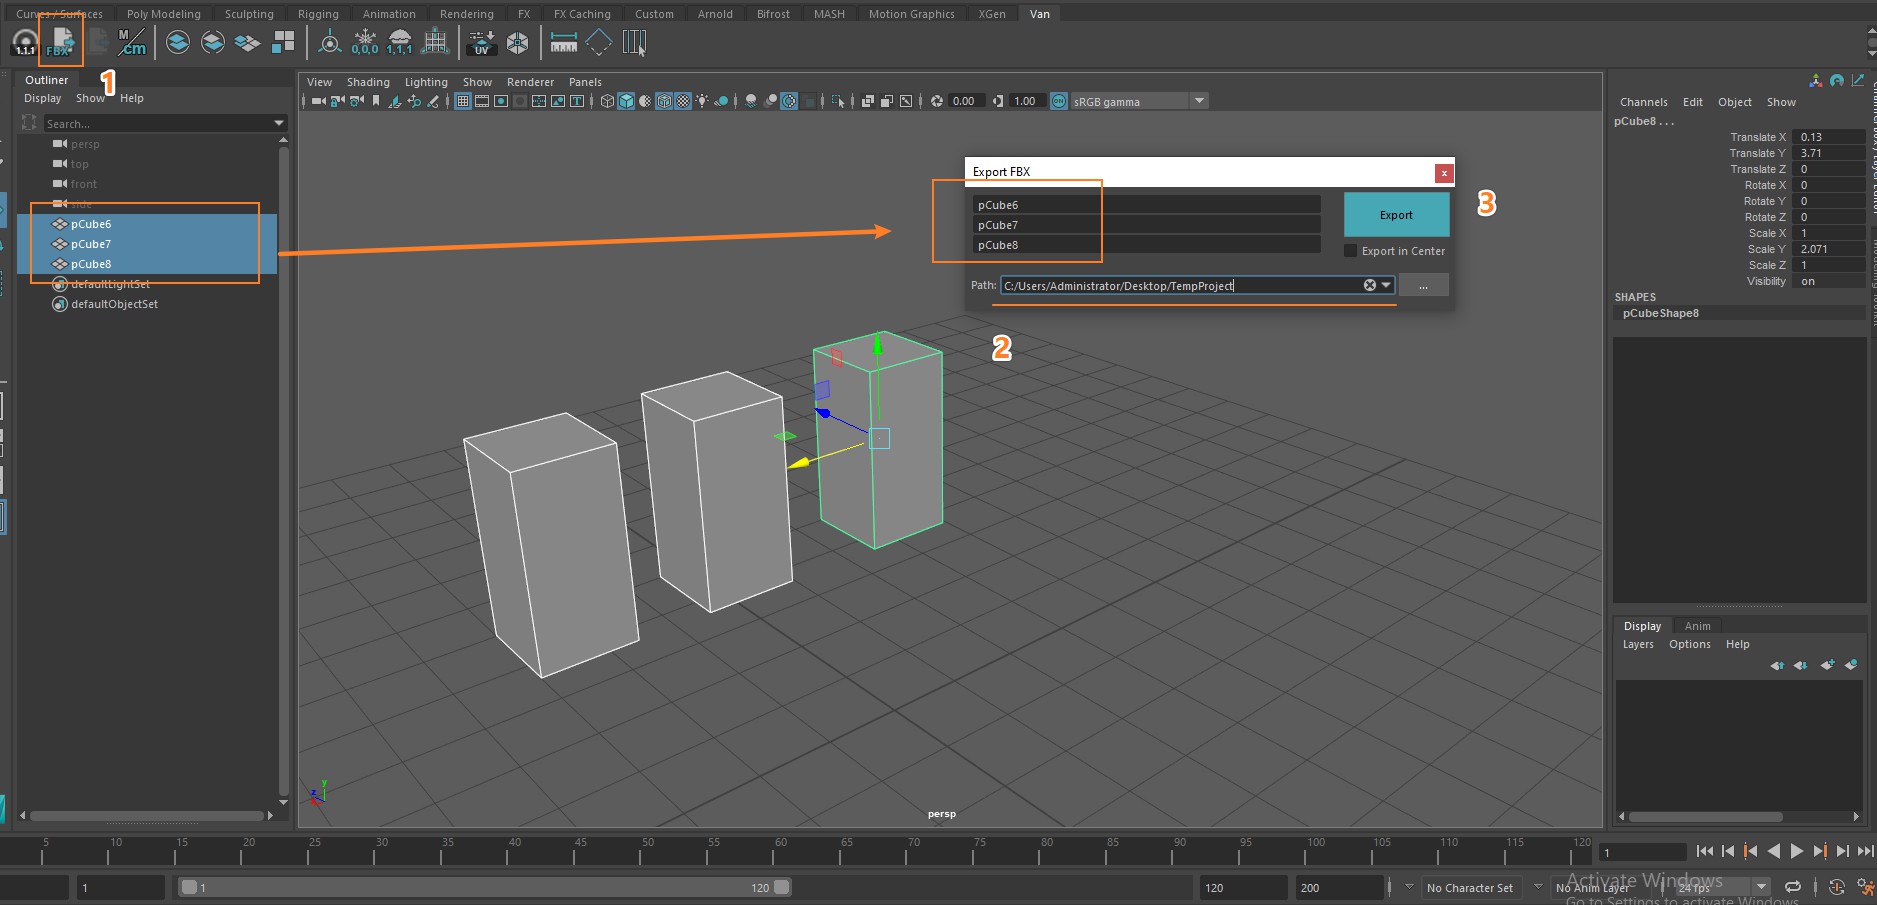 Curves / Surfaces Poly Modeling Sculpting Rigging Animation Rendering FX FX Caching Custom Arnold Bifrost MASH Motion Graphics XGen Van
1.1.1 FBX M/cm 0,0,0 1,1,1 UV
Outliner
1
Display Show Help
Search...
persp
top
front
side
pCube6
pCube7
pCube8
defaultLightSet
defaultObjectSet
View Shading Lighting Show Renderer Panels
0.00 1.00 ON sRGB gamma
Export FBX
x
pCube6
pCube7
pCube8
Export
Export in Center
Path: C:/Users/Administrator/Desktop/TempProject ...
3
2
y
z
x
persp
Channels Edit Object Show
pCube8 . . .
Translate X 0.13
Translate Y 3.71
Translate Z 0
Rotate X 0
Rotate Y 0
Rotate Z 0
Scale X 1
Scale Y 2.071
Scale Z 1
Visibility on
SHAPES
pCubeShape8
Display Anim
Layers Options Help
5 10 15 20 25 30 35 40 45 50 55 60 65 70 75 80 85 90 95 100 105 110 115 120
1
1 1 120 120 200 No Character Set No Anim Layer 24 fps
Activate Windows
Go to Settings to activate Windows